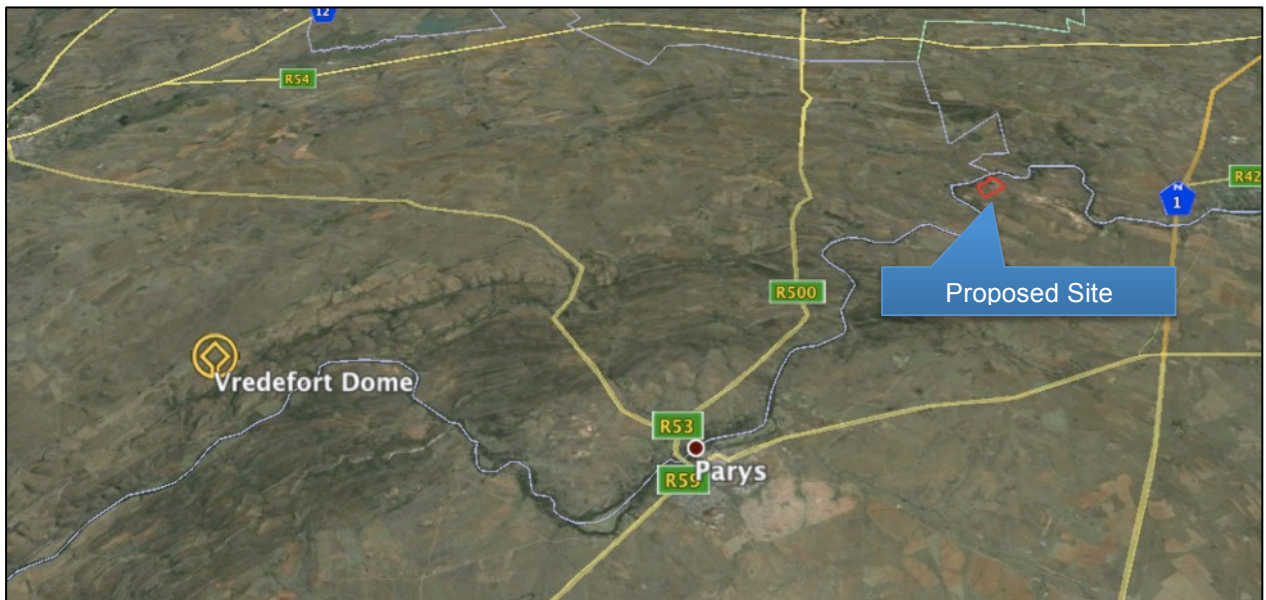 12
R54
R42
N
1
Proposed Site
R500
Vredefort Dome
R53
Parys
R59